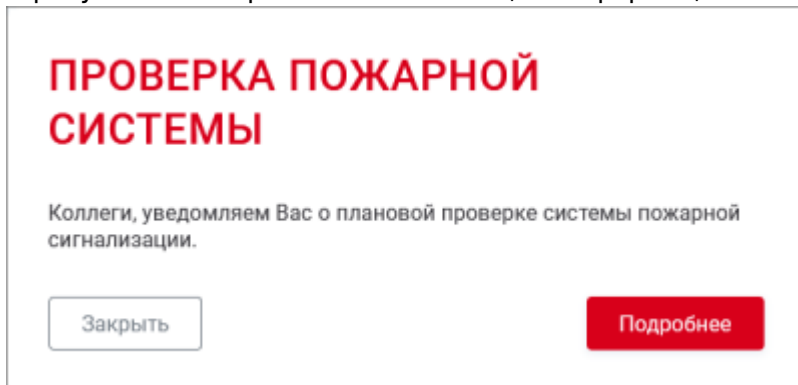 ПРОВЕРКА ПОЖАРНОЙ
СИСТЕМЫ
Коллеги, уведомляем Вас о плановой проверке системы пожарной
сигнализации.
Закрыть
Подробнее